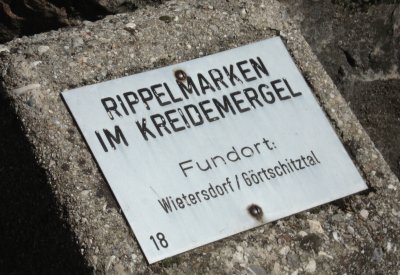 RIPPELMARKEN
IM KREIDEMERGEL
Fundort:
Wietersdorf/Görtschitztal
18